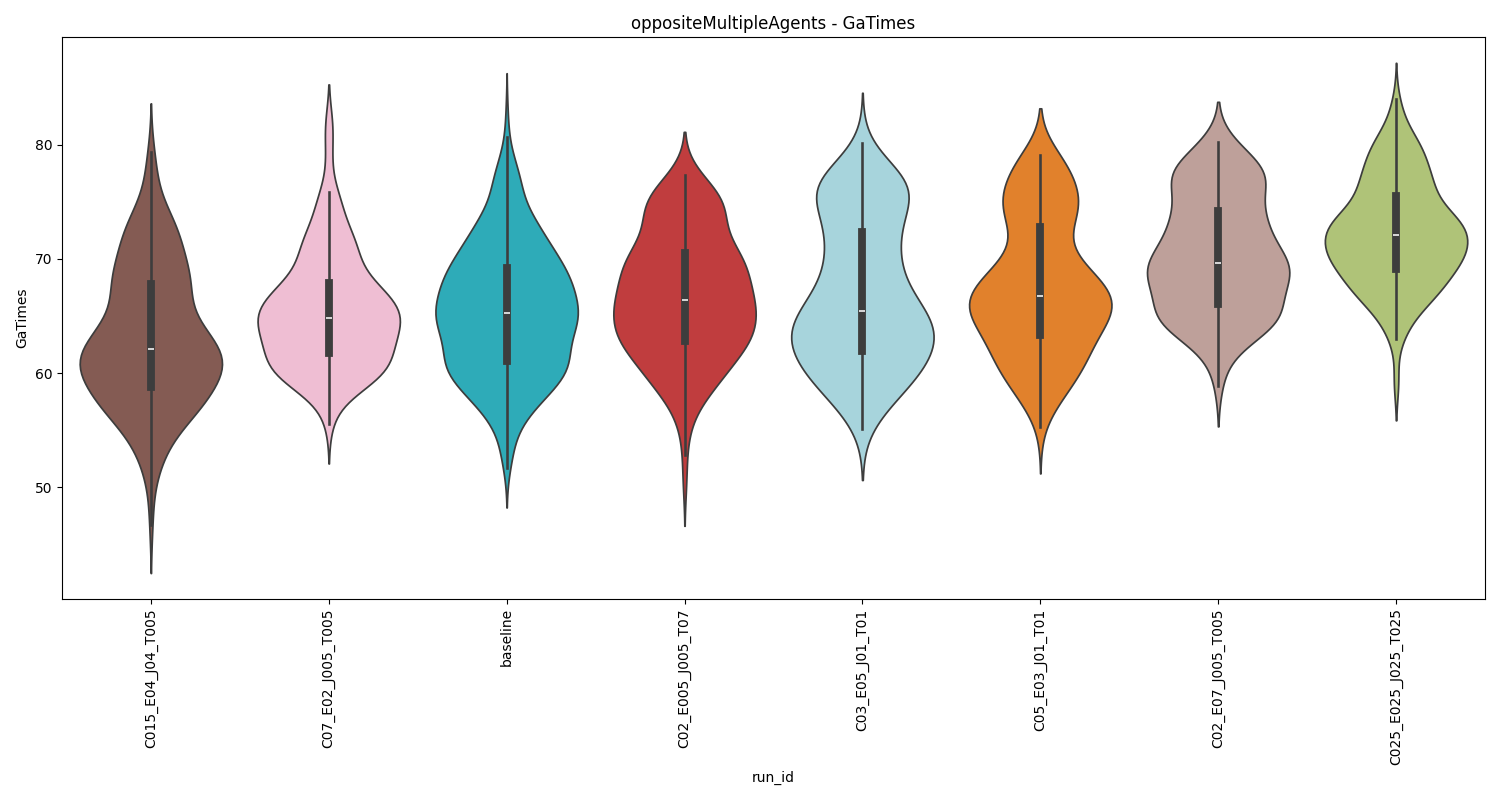 oppositeMultipleAgents - GaTimes
GaTimes
80
70
60
50
C015_E04_J04_T005
C07_E02_J005_T005
baseline
C02_E005_J005_T07
C03_E05_J01_T01
C05_E03_J01_T01
C02_E07_J005_T005
C025_E025_J025_T025
run_id